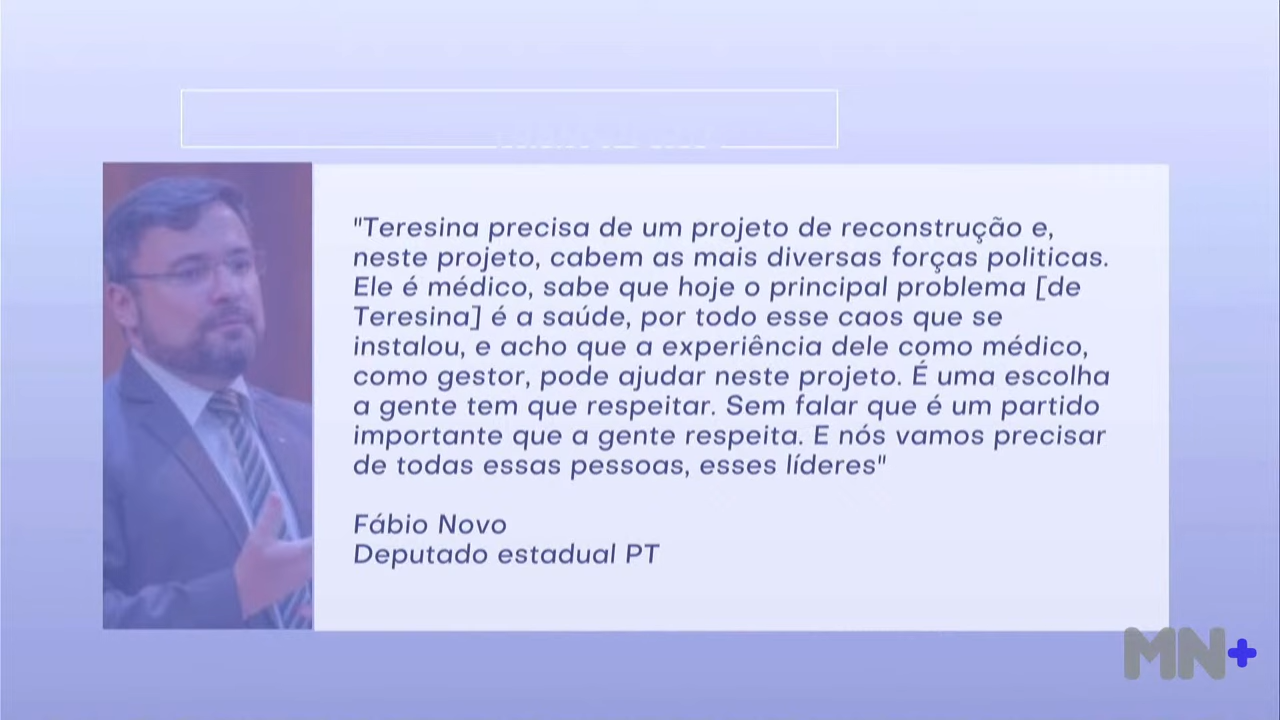 "Teresina precisa de um projeto de reconstrução e,
neste projeto, cabem as mais diversas forças politicas.
Ele é médico, sabe que hoje o principal problema [de
Teresina] é a saúde, por todo esse caos que se
instalou, e acho que a experiência dele como médico,
como gestor, pode ajudar neste projeto. É uma escolha
a gente tem que respeitar. Sem falar que é um partido
importante que a gente respeita. E nós vamos precisar
de todas essas pessoas, esses líderes"
Fábio Novo
Deputado estadual PT
MN+